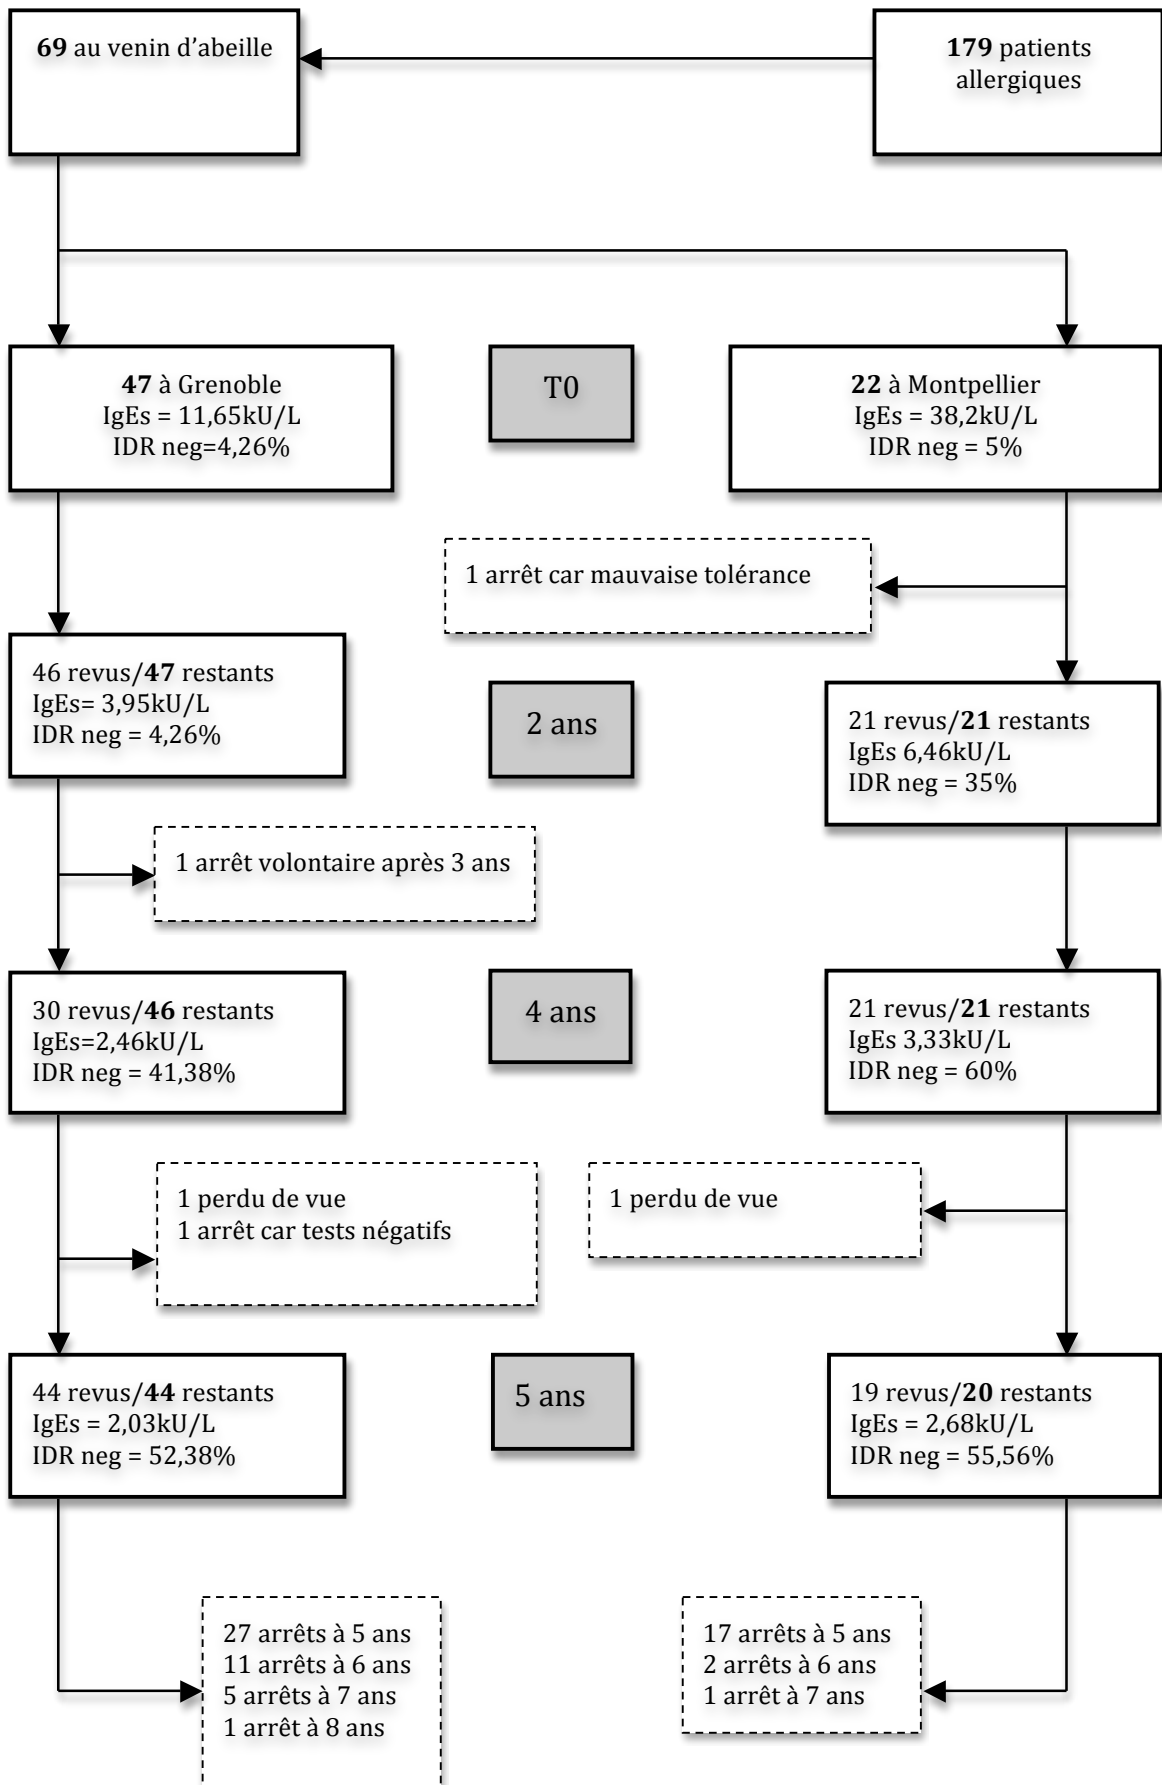 69 au venin d’abeille
179 patients
allergiques
47 à Grenoble
IgEs = 11,65kU/L
IDR neg=4,26%
T0
22 à Montpellier
IgEs = 38,2kU/L
IDR neg = 5%
1 arrêt car mauvaise tolérance
46 revus/47 restants
IgEs= 3,95kU/L
IDR neg = 4,26%
2 ans
21 revus/21 restants
IgEs 6,46kU/L
IDR neg = 35%
1 arrêt volontaire après 3 ans
30 revus/46 restants
IgEs=2,46kU/L
IDR neg = 41,38%
4 ans
21 revus/21 restants
IgEs 3,33kU/L
IDR neg = 60%
1 perdu de vue
1 arrêt car tests négatifs
1 perdu de vue
44 revus/44 restants
IgEs = 2,03kU/L
IDR neg = 52,38%
5 ans
19 revus/20 restants
IgEs = 2,68kU/L
IDR neg = 55,56%
27 arrêts à 5 ans
11 arrêts à 6 ans
5 arrêts à 7 ans
1 arrêt à 8 ans
17 arrêts à 5 ans
2 arrêts à 6 ans
1 arrêt à 7 ans